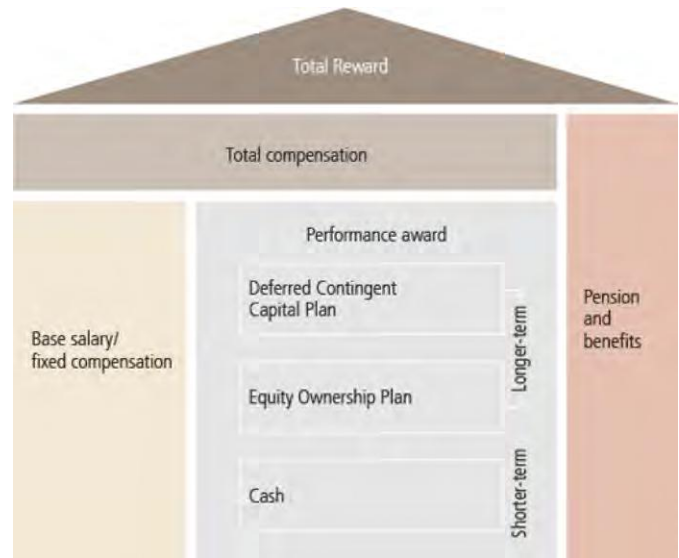 Total Reward
Total compensation
Base salary/
fixed compensation
Performance award
Deferred Contingent
Capital Plan
Equity Ownership Plan
Cash
Longer-term
Shorter-term
Pension
and
benefits